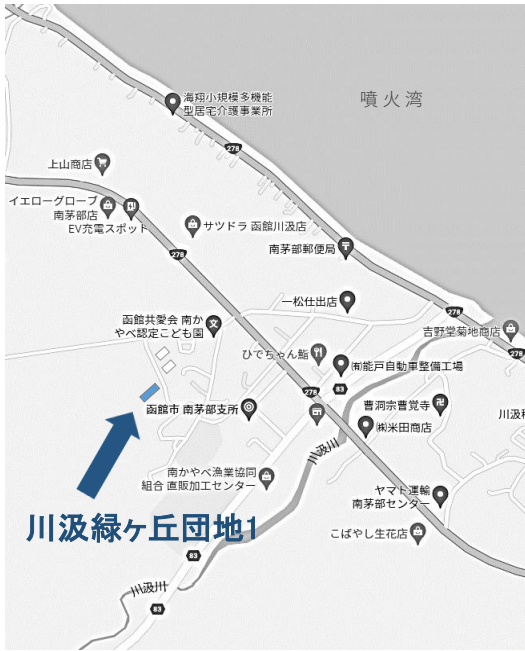 海翔小規模多機能
型居宅介護事業所
噴火湾
278
上山商店
イエローグローブ
南茅部店
EV充電スポット
サツドラ 函館川汲店
南茅部郵便局
278
一松仕出店
278
吉野堂菊地商店
278
函館共愛会 南か
やべ認定こども園
ひでちゃん鮨
㈲能戸自動車整備工場
278
83
函館市 南茅部支所
曹洞宗曹覚寺
川汲
㈱米田商店
川汲川
南かやべ漁業協同
組合 直販加工センター
ヤマト運輸
南茅部センター
川汲緑ヶ丘団地1
こばやし生花店
83
川汲川
83